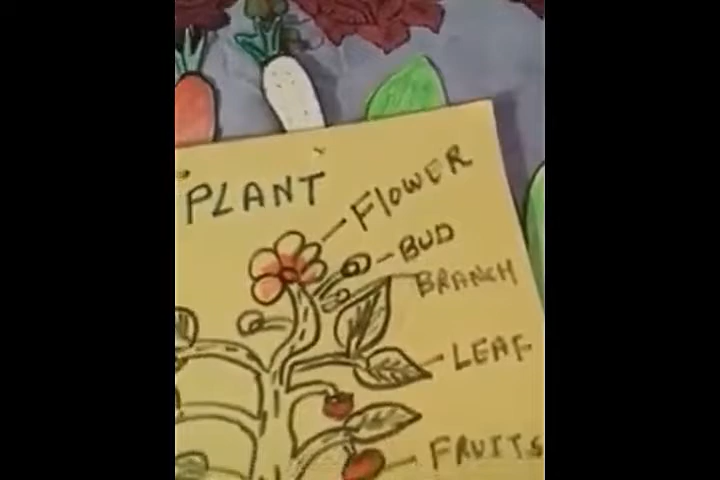 PLANT
FlOWER
BUD
BRANCH
LEAF
FRUITS